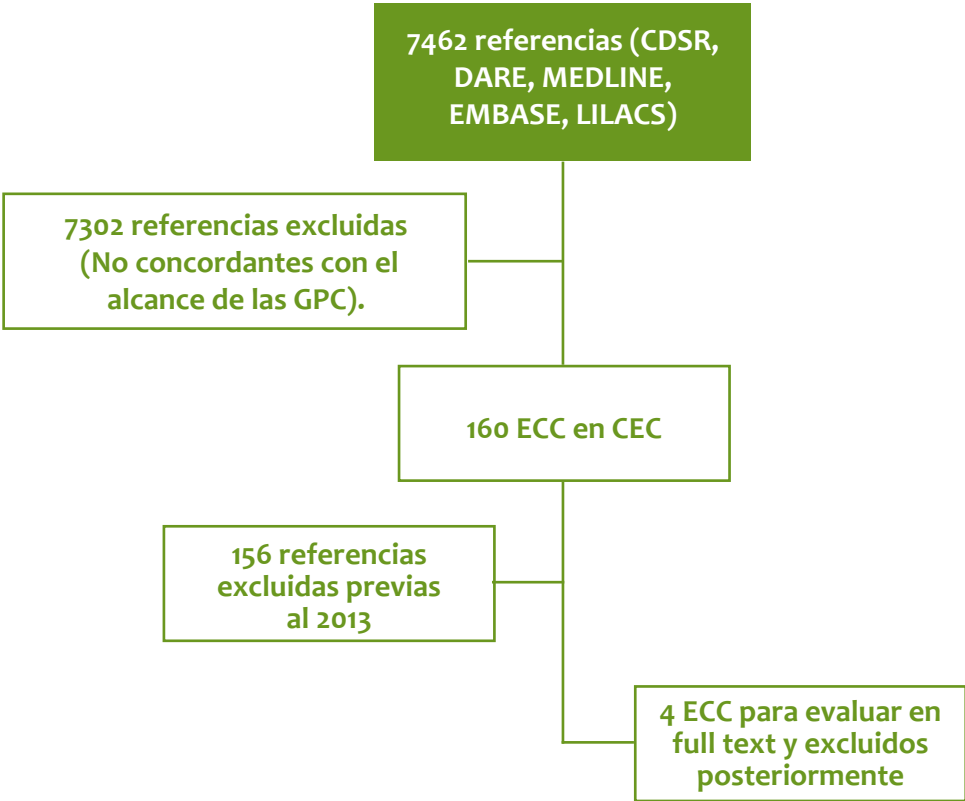 7462 referencias (CDSR,
DARE, MEDLINE,
EMBASE, LILACS)
7302 referencias excluidas
(No concordantes con el
alcance de las GPC).
160 ECC en CEC
156 referencias
excluidas previas
al 2013
4 ECC para evaluar en
full text y excluidos
posteriormente